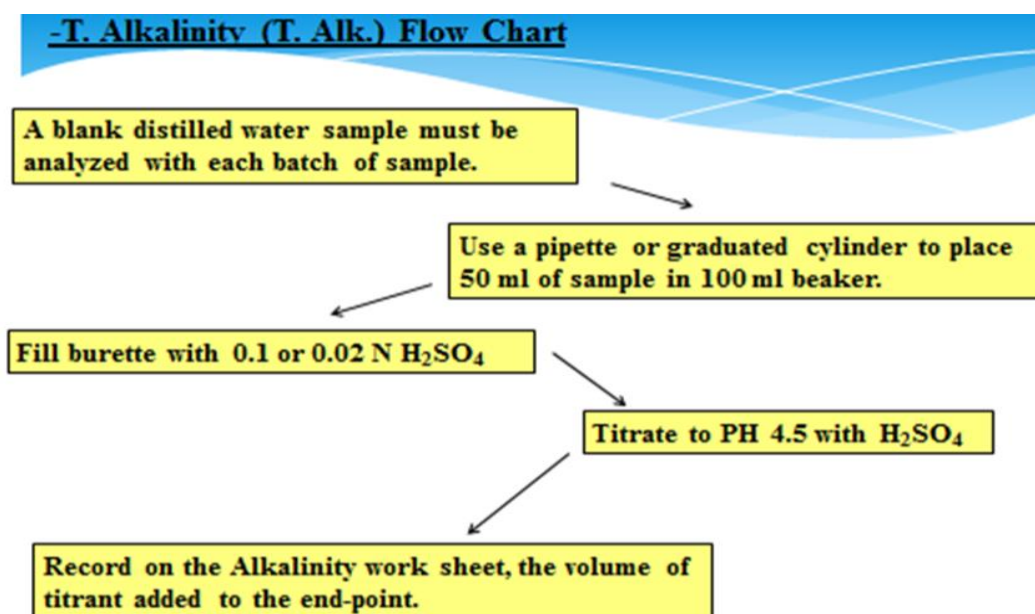 -T. Alkalinity (T. Alk.) Flow Chart
A blank distilled water sample must be
analyzed with each batch of sample.
Use a pipette or graduated cylinder to place
50 ml of sample in 100 ml beaker.
Fill burette with 0.1 or 0.02 N H₂SO₄
Titrate to PH 4.5 with H₂SO₄
Record on the Alkalinity work sheet, the volume of
titrant added to the end-point.